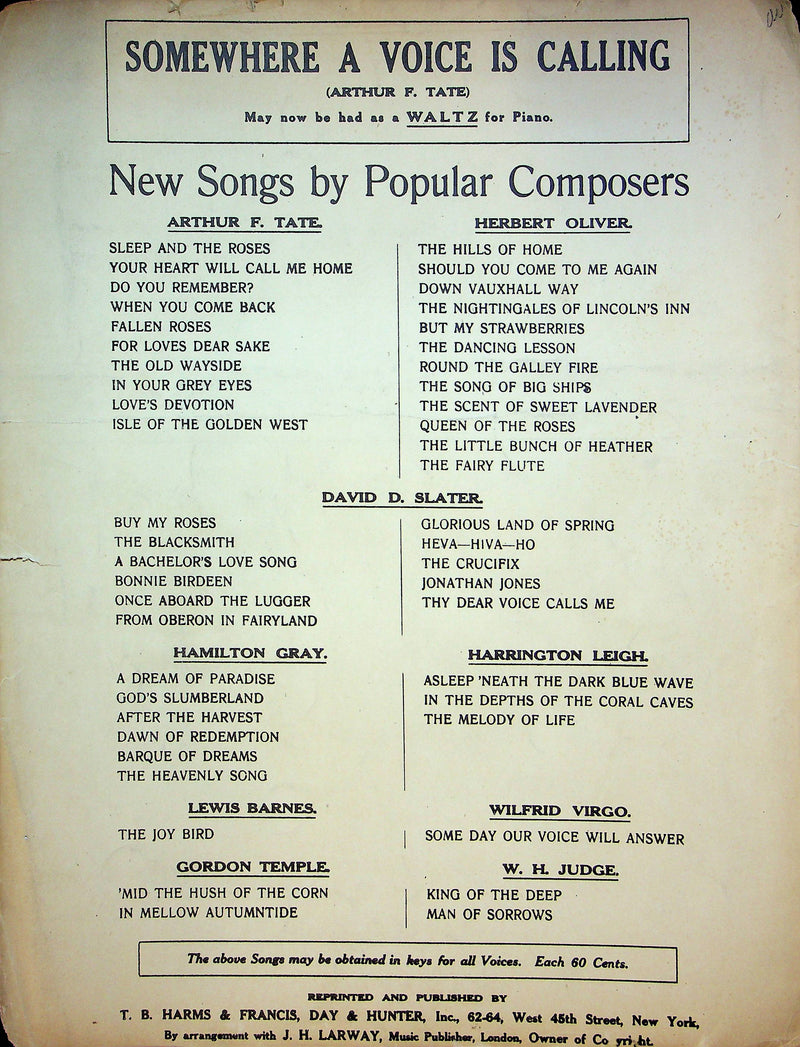 SOMEWHERE A VOICE IS CALLING
(ARTHUR F. TATE)
May now be had as a WALTZ for Piano.
New Songs by Popular Composers
ARTHUR F. TATE.
SLEEP AND THE ROSES
YOUR HEART WILL CALL ME HOME
DO YOU REMEMBER?
WHEN YOU COME BACK
FALLEN ROSES
FOR LOVES DEAR SAKE
THE OLD WAYSIDE
IN YOUR GREY EYES
LOVE'S DEVOTION
ISLE OF THE GOLDEN WEST
HERBERT OLIVER.
THE HILLS OF HOME
SHOULD YOU COME TO ME AGAIN
DOWN VAUXHALL WAY
THE NIGHTINGALES OF LINCOLN'S INN
BUT MY STRAWBERRIES
THE DANCING LESSON
ROUND THE GALLEY FIRE
THE SONG OF BIG SHIPS
THE SCENT OF SWEET LAVENDER
QUEEN OF THE ROSES
THE LITTLE BUNCH OF HEATHER
THE FAIRY FLUTE
DAVID D. SLATER.
BUY MY ROSES
THE BLACKSMITH
A BACHELOR'S LOVE SONG
BONNIE BIRDEEN
ONCE ABOARD THE LUGGER
FROM OBERON IN FAIRYLAND
GLORIOUS LAND OF SPRING
HEVA—HIVA—HO
THE CRUCIFIX
JONATHAN JONES
THY DEAR VOICE CALLS ME
HAMILTON GRAY.
A DREAM OF PARADISE
GOD'S SLUMBERLAND
AFTER THE HARVEST
DAWN OF REDEMPTION
BARQUE OF DREAMS
THE HEAVENLY SONG
HARRINGTON LEIGH.
ASLEEP 'NEATH THE DARK BLUE WAVE
IN THE DEPTHS OF THE CORAL CAVES
THE MELODY OF LIFE
LEWIS BARNES.
THE JOY BIRD
WILFRID VIRGO.
SOME DAY OUR VOICE WILL ANSWER
GORDON TEMPLE.
'MID THE HUSH OF THE CORN
IN MELLOW AUTUMNTIDE
W. H. JUDGE.
KING OF THE DEEP
MAN OF SORROWS
The above Songs may be obtained in keys for all Voices. Each 60 Cents.
REPRINTED AND PUBLISHED BY
T. B. HARMS & FRANCIS, DAY & HUNTER, Inc., 62-64, West 45th Street, New York,
By arrangement with J. H. LARWAY, Music Publisher, London, Owner of